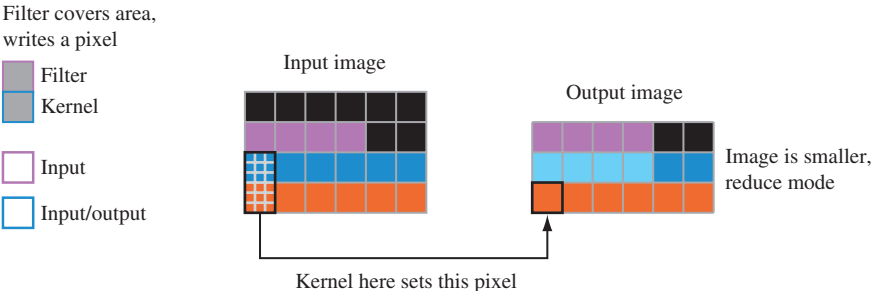 Filter covers area,
writes a pixel
Filter
Kernel
Input
Input/output
Input image
Output image
Image is smaller,
reduce mode
Kernel here sets this pixel